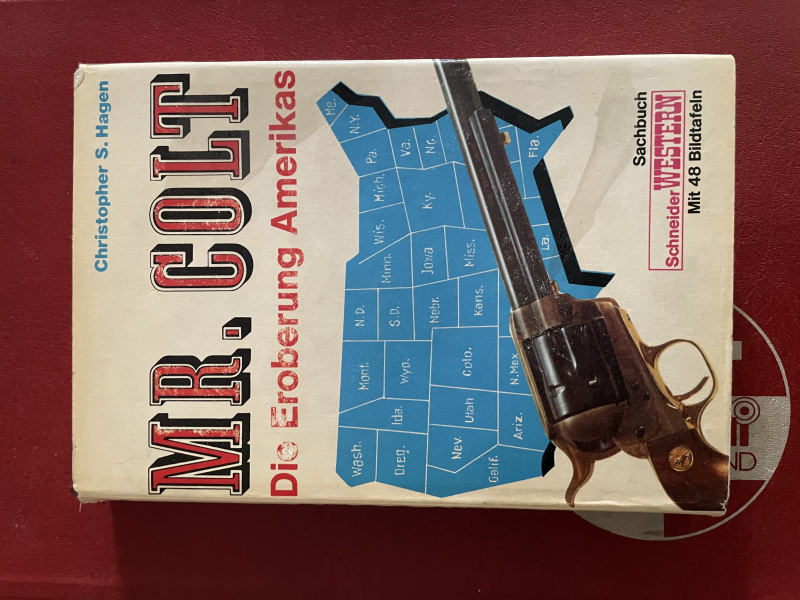 Christopher S. Hagen
MR. COLT
Die Eroberung Amerikas
Me.
N.Y.
Wash.
Mont.
N.D.
Minn.
Wis.
Mich.
Pa.
Oreg.
Ida.
Wyo.
S.D.
Va.
Nebr.
Iowa
Ky.
N.C.
Nev.
Utah
Colo.
Kans.
Miss.
Calif.
Ariz.
N.Mex.
La.
Fla.
Sachbuch
Schneider WESTERN
Mit 48 Bildtafeln
ND